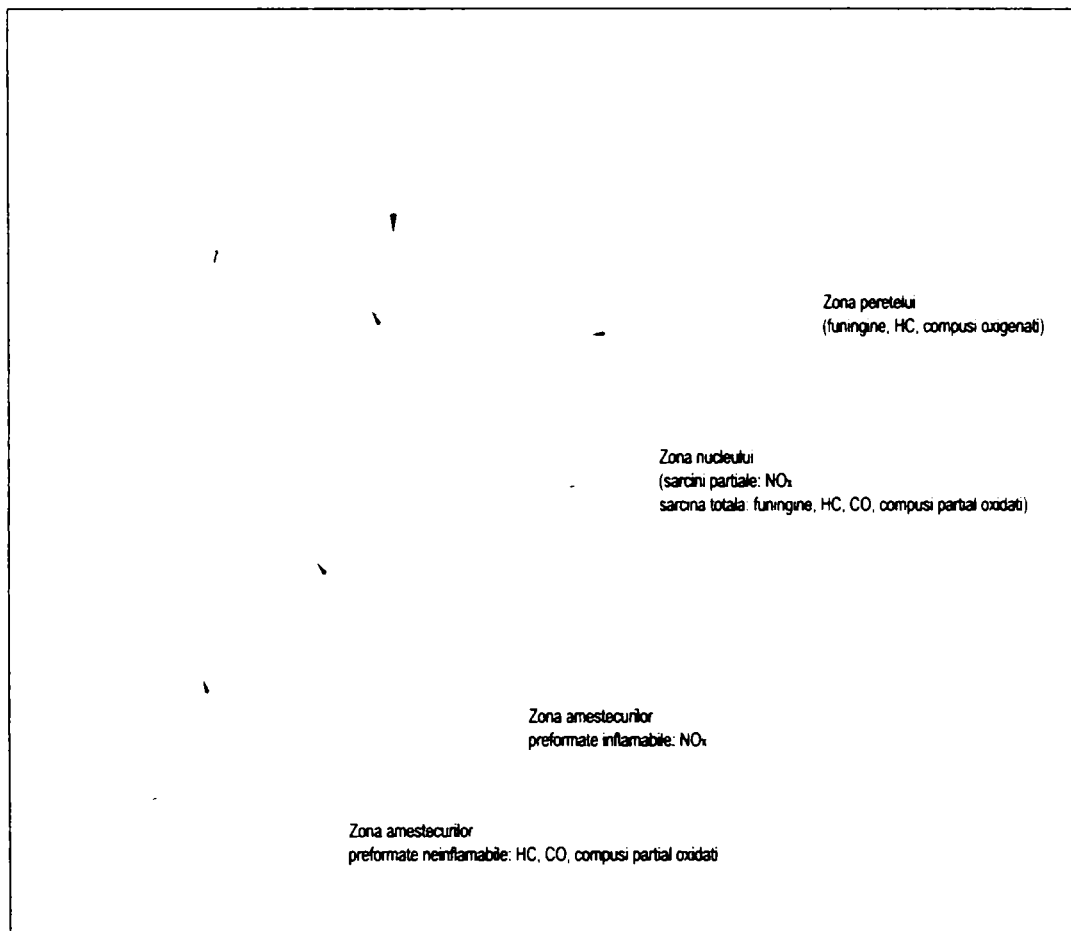 Zona peretelui
(funingine, HC, compusi oxigenati)
Zona nucleului
(sarcini partiale: NOx
sarcina totala: funingine, HC, CO, compusi partial oxidati)
Zona amestecurilor
preformate inflamabile: NOx
Zona amestecurilor
preformate neinflamabile: HC, CO, compusi partial oxidati